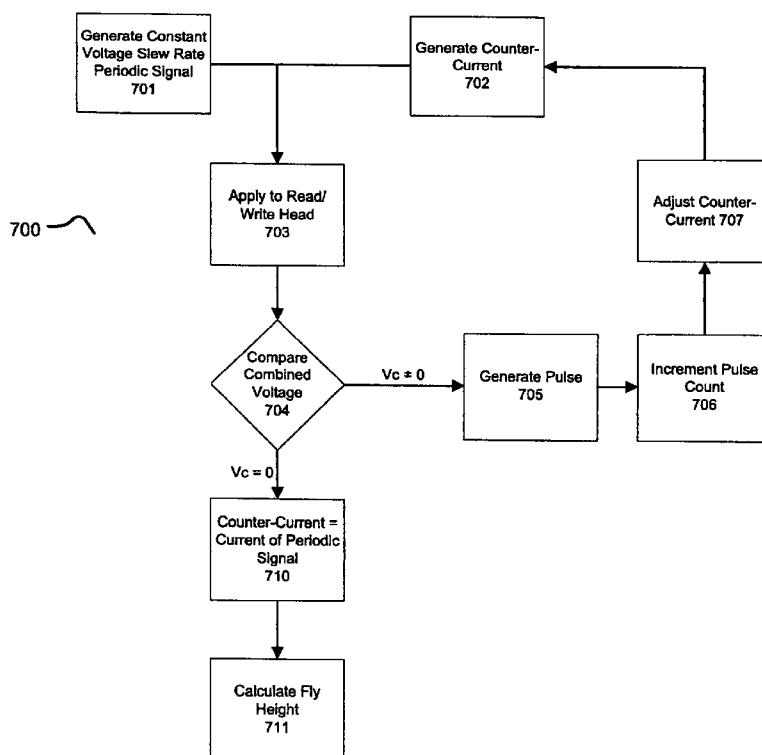 Generate Constant
Voltage Slew Rate
Periodic Signal
701
Generate Counter-
Current
702
Apply to Read/
Write Head
703
Adjust Counter-
Current 707
700
Compare
Combined
Voltage
704
Vc ≠ 0
Generate Pulse
705
Increment Pulse
Count
706
Vc = 0
Counter-Current =
Current of Periodic
Signal
710
Calculate Fly
Height
711